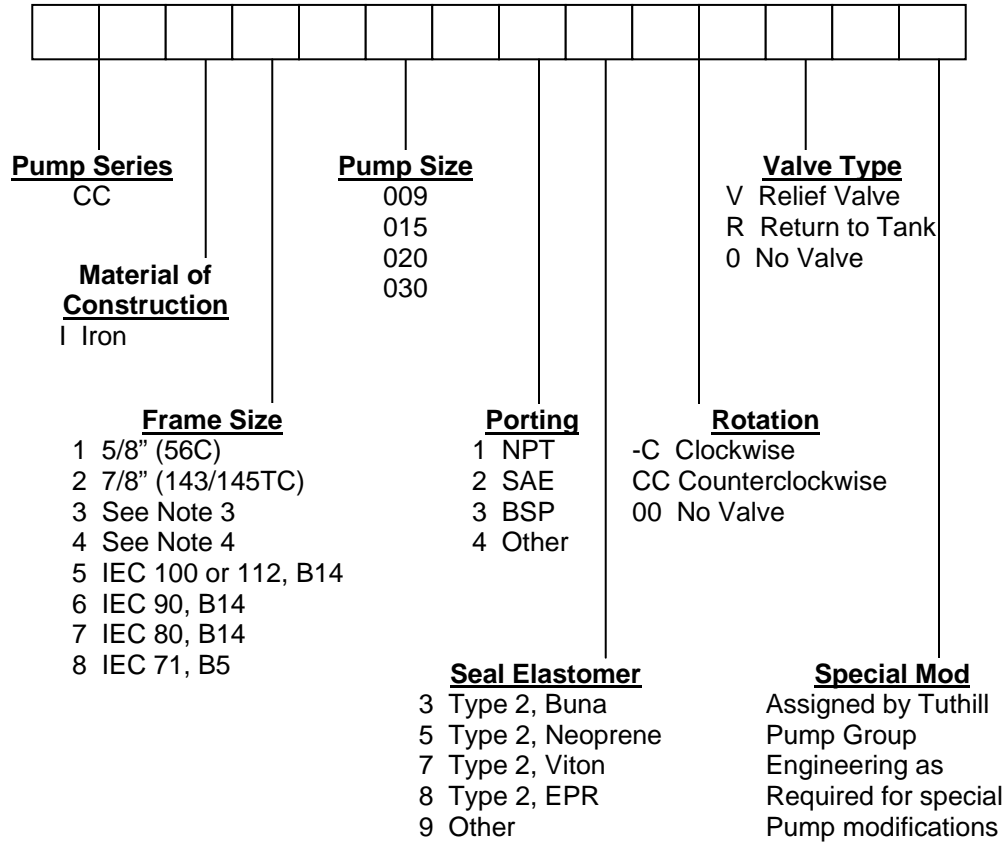 Pump Series
CC
Material of
Construction
I Iron
Pump Size
009
015
020
030
Valve Type
V Relief Valve
R Return to Tank
0 No Valve
Frame Size
1 5/8” (56C)
2 7/8” (143/145TC)
3 See Note 3
4 See Note 4
5 IEC 100 or 112, B14
6 IEC 90, B14
7 IEC 80, B14
8 IEC 71, B5
Porting
1 NPT
2 SAE
3 BSP
4 Other
Rotation
-C Clockwise
CC Counterclockwise
00 No Valve
Seal Elastomer
3 Type 2, Buna
5 Type 2, Neoprene
7 Type 2, Viton
8 Type 2, EPR
9 Other
Special Mod
Assigned by Tuthill
Pump Group
Engineering as
Required for special
Pump modifications